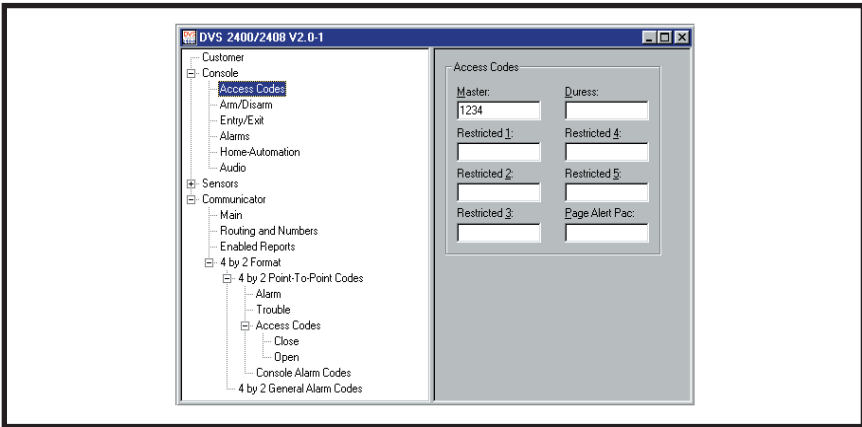 DVS 2400/2408 V2.0-1
Customer
Console
Access Codes
Arm/Disarm
Entry/Exit
Alarms
Home-Automation
Audio
Sensors
Communicator
Main
Routing and Numbers
Enabled Reports
4 by 2 Format
4 by 2 Point-To-Point Codes
Alarm
Trouble
Access Codes
Close
Open
Console Alarm Codes
4 by 2 General Alarm Codes
Access Codes
Master: Duress:
1234
Restricted 1: Restricted 4:
Restricted 2: Restricted 5:
Restricted 3: Page Alert Pac: